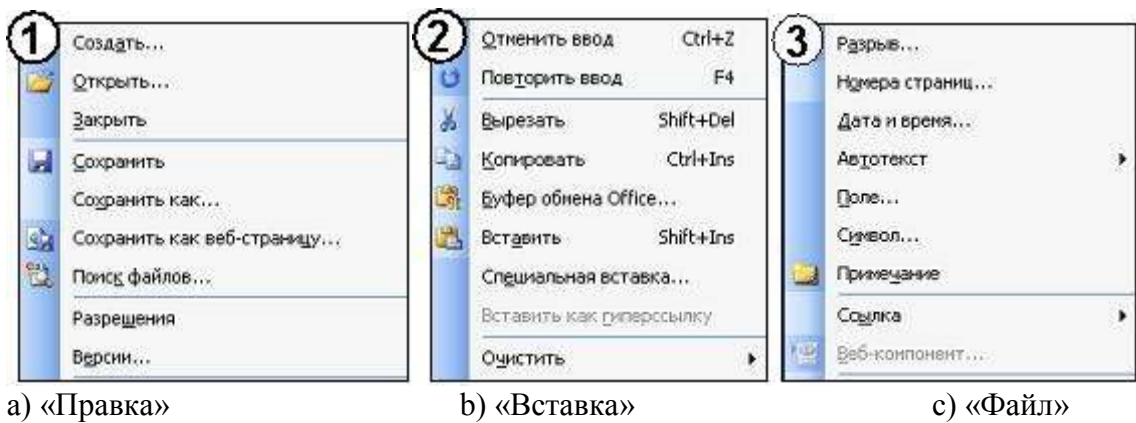 1
Создать...
Открыть...
Закрыть
Сохранить
Сохранить как...
Сохранить как веб-страницу...
Поиск файлов...
Разрешения
Версии...
2
Отменить ввод Ctrl+Z
Повторить ввод F4
Вырезать Shift+Del
Копировать Ctrl+Ins
Буфер обмена Office...
Вставить Shift+Ins
Специальная вставка...
Вставить как гиперссылку
Очистить
3
Разрыв...
Номера страниц...
Дата и время...
Автотекст
Поле...
Символ...
Примечание
Ссылка
Веб-компонент...
a) «Правка» b) «Вставка» c) «Файл»